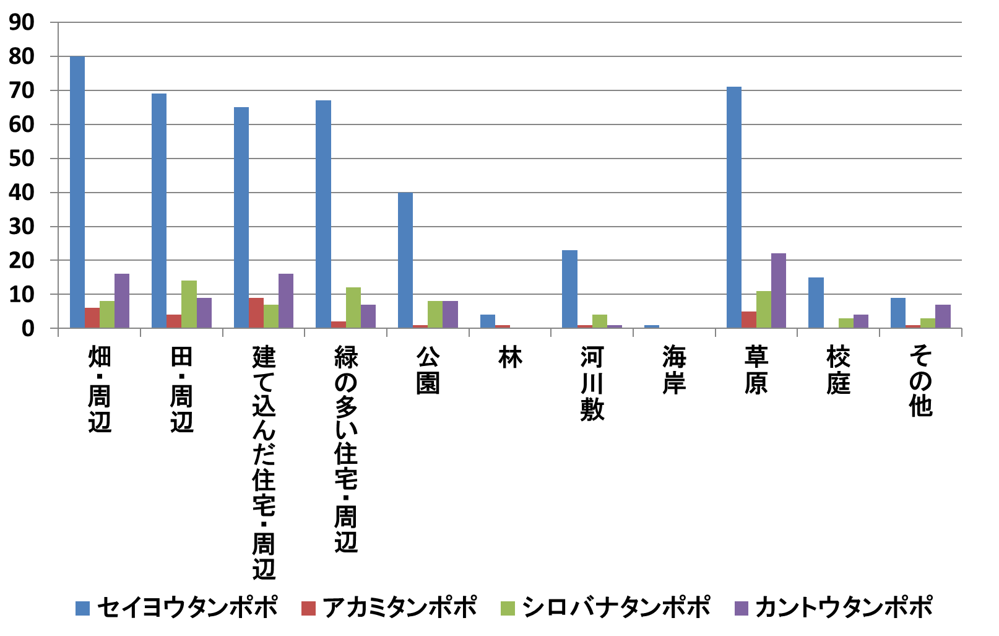 90
80
70
60
50
40
30
20
10
0
畑・周辺
田・周辺
建て込んだ住宅・周辺
緑の多い住宅・周辺
公園
林
河川敷
海岸
草原
校庭
その他
セイヨウタンポポ
アカミタンポポ
シロバナタンポポ
カントウタンポポ